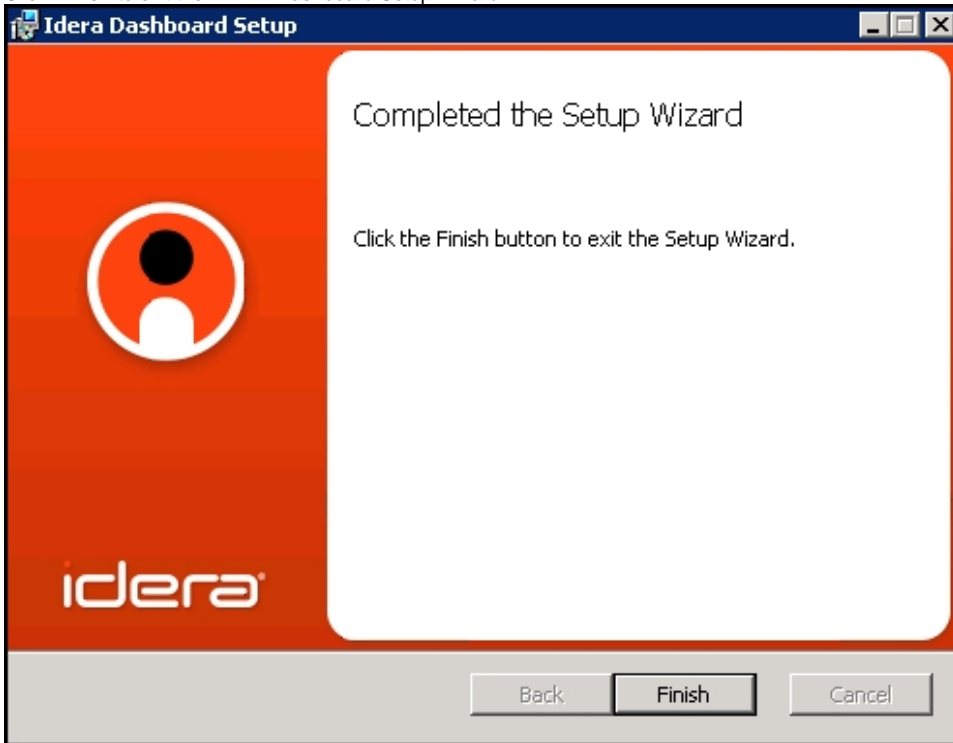 Idera Dashboard Setup
Completed the Setup Wizard
Click the Finish button to exit the Setup Wizard.
idera
Back
Finish
Cancel